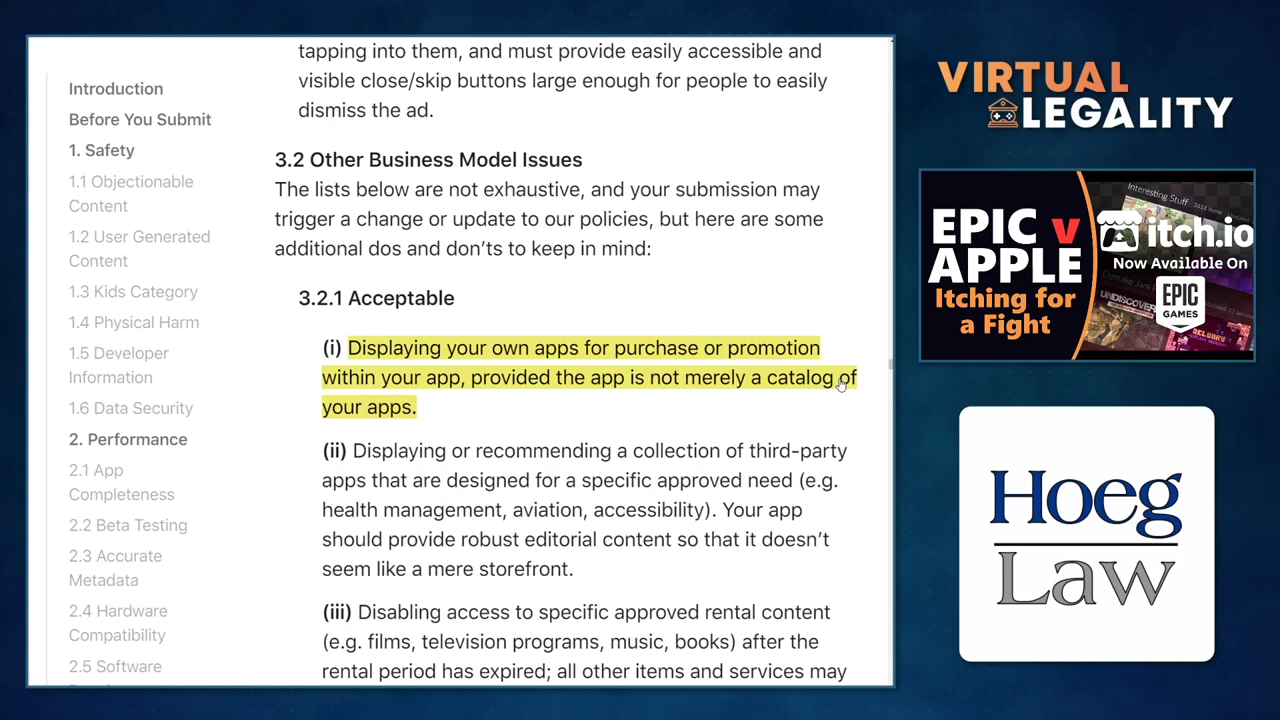 tapping into them, and must provide easily accessible and
visible close/skip buttons large enough for people to easily
dismiss the ad.
Introduction
Before You Submit
1. Safety
1.1 Objectionable
Content
1.2 User Generated
Content
1.3 Kids Category
1.4 Physical Harm
1.5 Developer
Information
1.6 Data Security
2. Performance
2.1 App
Completeness
2.2 Beta Testing
2.3 Accurate
Metadata
2.4 Hardware
Compatibility
2.5 Software
3.2 Other Business Model Issues
The lists below are not exhaustive, and your submission may
trigger a change or update to our policies, but here are some
additional dos and don'ts to keep in mind:
3.2.1 Acceptable
(i) Displaying your own apps for purchase or promotion
within your app, provided the app is not merely a catalog of
your apps.
(ii) Displaying or recommending a collection of third-party
apps that are designed for a specific approved need (e.g.
health management, aviation, accessibility). Your app
should provide robust editorial content so that it doesn't
seem like a mere storefront.
(iii) Disabling access to specific approved rental content
(e.g. films, television programs, music, books) after the
rental period has expired; all other items and services may
VIRTUAL
LEGALITY
EPIC v
APPLE
Itching for
a Fight
Interesting Stuff
itch.io
Now Available On
EPIC
GAMES
Hoeg
Law